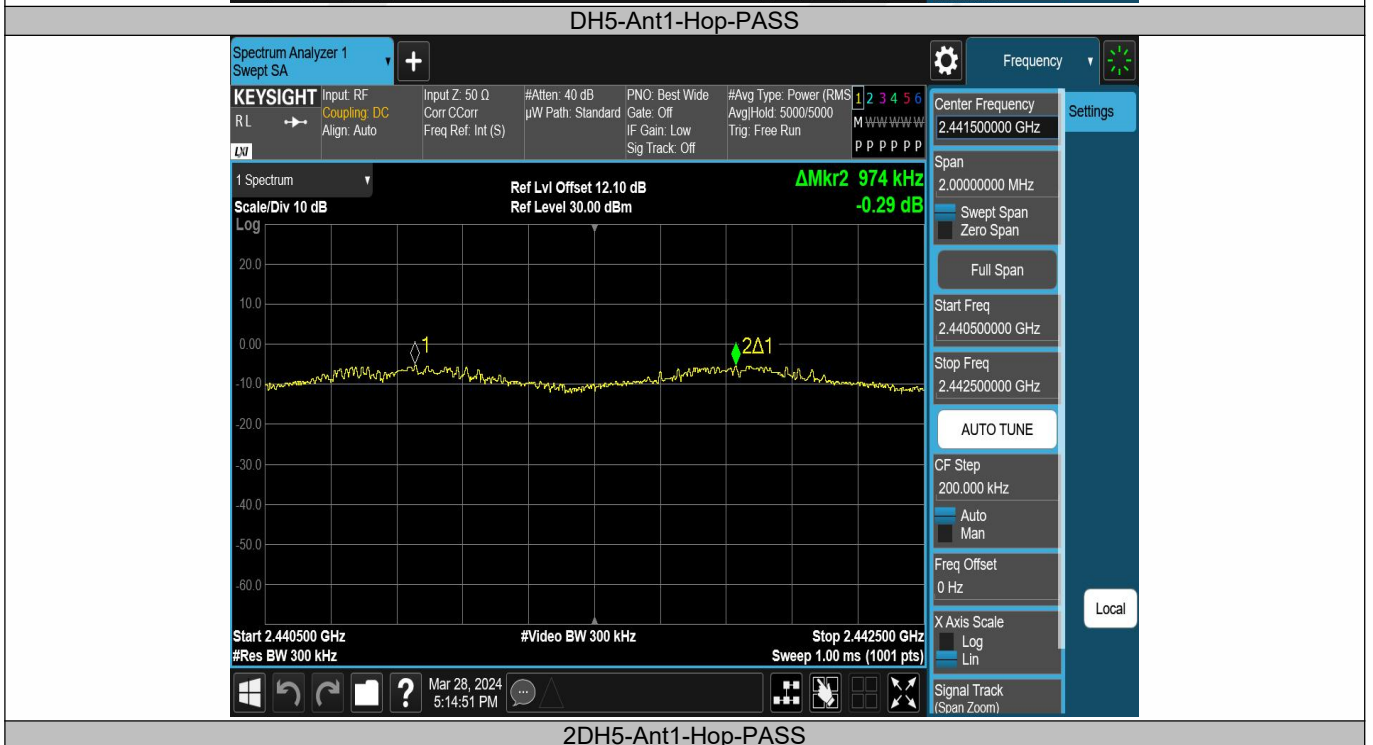 DH5-Ant1-Hop-PASS
Spectrum Analyzer 1
Swept SA
Frequency
KEYSIGHT
R L
LXI
Input: RF
Coupling: DC
Align: Auto
Input Z: 50 Ω
Corr CCorr
Freq Ref: Int (S)
#Atten: 40 dB
µW Path: Standard
PNO: Best Wide
Gate: Off
IF Gain: Low
Sig Track: Off
#Avg Type: Power (RMS
Avg|Hold: 5000/5000
Trig: Free Run
1 2 3 4 5 6
M W W W W W
P P P P P P
Center Frequency
2.441500000 GHz
Settings
1 Spectrum
Ref Lvl Offset 12.10 dB
ΔMkr2 974 kHz
Scale/Div 10 dB
Ref Level 30.00 dBm
-0.29 dB
Log
20.0
10.0
0.00
-10.0
-20.0
-30.0
-40.0
-50.0
-60.0
1
2Δ1
Span
2.00000000 MHz
Swept Span
Zero Span
Full Span
Start Freq
2.440500000 GHz
Stop Freq
2.442500000 GHz
AUTO TUNE
CF Step
200.000 kHz
Auto
Man
Freq Offset
0 Hz
Local
X Axis Scale
Log
Lin
Signal Track
(Span Zoom)
Start 2.440500 GHz
#Video BW 300 kHz
Stop 2.442500 GHz
#Res BW 300 kHz
Sweep 1.00 ms (1001 pts)
?
Mar 28, 2024
5:14:51 PM
2DH5-Ant1-Hop-PASS